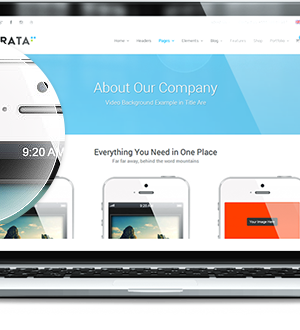 RATA
Home Headers Pages Elements Blog Features Shop Portfolio
About Our Company
Video Background Example in Title Are
9:20 AM
Everything You Need in One Place
Far far away, behind the word mountains
Your Image Here